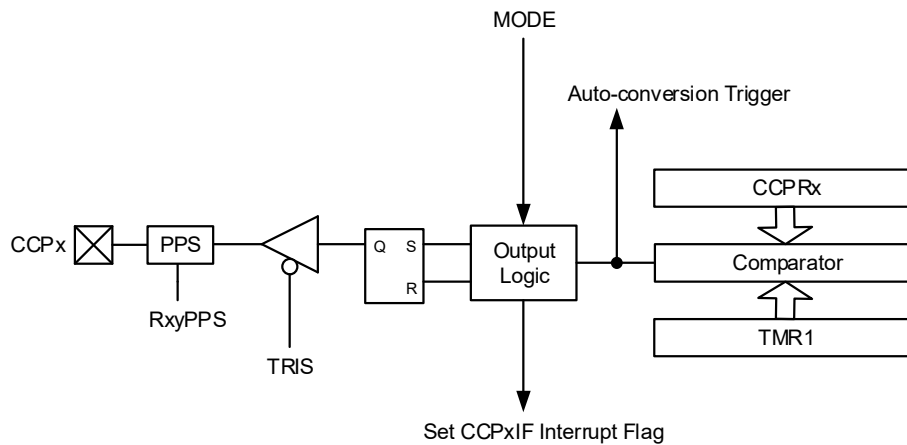 MODE
Auto-conversion Trigger
CCPRx
CCPx
PPS
Q
S
R
Output
Logic
Comparator
RxyPPS
TRIS
TMR1
Set CCPxIF Interrupt Flag